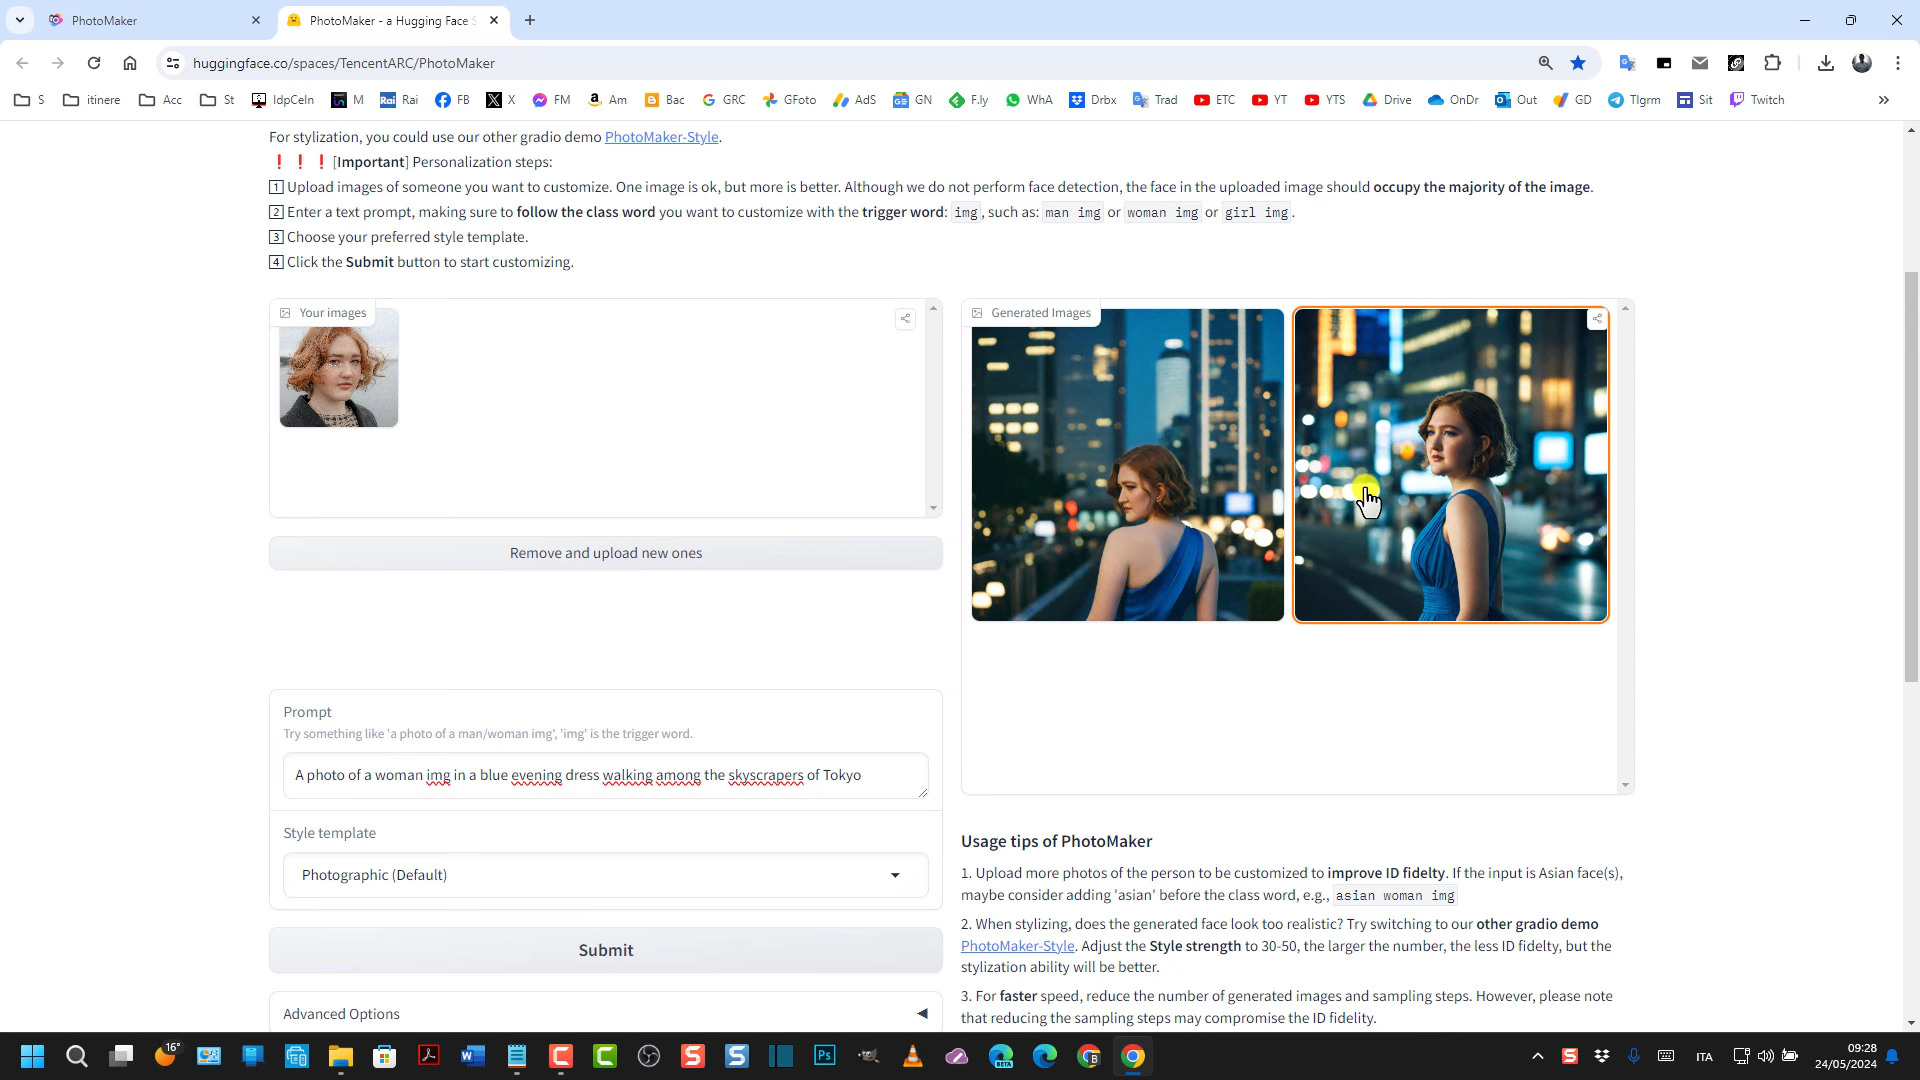 PhotoMaker
PhotoMaker - a Hugging Face S
huggingface.co/spaces/TencentARC/PhotoMaker
S
itinere
Acc
St
IdpCeIn
M
Rai
FB
X
FM
Am
Bac
GRC
GFoto
AdS
GN
F.ly
WhA
Drbx
Trad
ETC
YT
YTS
Drive
OnDr
Out
GD
Tlgrm
Sit
Twitch
For stylization, you could use our other gradio demo PhotoMaker-Style.
❗️❗️❗️[Important] Personalization steps:
1️⃣ Upload images of someone you want to customize. One image is ok, but more is better. Although we do not perform face detection, the face in the uploaded image should occupy the majority of the image.
2️⃣ Enter a text prompt, making sure to follow the class word you want to customize with the trigger word: img, such as: man img or woman img or girl img.
3️⃣ Choose your preferred style template.
4️⃣ Click the Submit button to start customizing.
Your images
Generated Images
Remove and upload new ones
Prompt
Try something like 'a photo of a man/woman img', 'img' is the trigger word.
A photo of a woman img in a blue evening dress walking among the skyscrapers of Tokyo
Style template
Photographic (Default)
Submit
Advanced Options
Usage tips of PhotoMaker
1. Upload more photos of the person to be customized to improve ID fidelty. If the input is Asian face(s),
maybe consider adding 'asian' before the class word, e.g., asian woman img
2. When stylizing, does the generated face look too realistic? Try switching to our other gradio demo
PhotoMaker-Style. Adjust the Style strength to 30-50, the larger the number, the less ID fidelty, but the
stylization ability will be better.
3. For faster speed, reduce the number of generated images and sampling steps. However, please note
that reducing the sampling steps may compromise the ID fidelity.
16°
ITA
09:28
24/05/2024